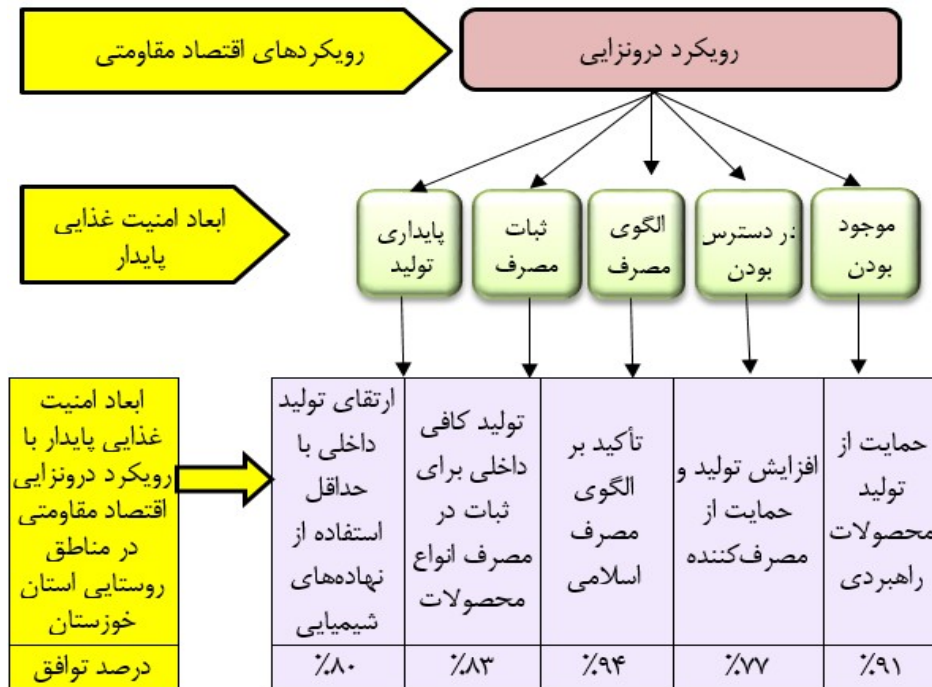 رویکردهای اقتصاد مقاومتی
رویکرد درونزایی
ابعاد امنیت غذایی
پایدار
موجود
بودن
در دسترس
بودن
الگوی
مصرف
ثبات
مصرف
پایداری
تولید
ابعاد امنیت
غذایی پایدار با
رویکرد درونزایی
اقتصاد مقاومتی
در مناطق
روستایی استان
خوزستان
حمایت از
تولید
محصولات
راهبردی
افزایش تولید و
حمایت از
مصرف‌کننده
تأکید بر
الگوی
مصرف
اسلامی
تولید کافی
داخلی برای
ثبات در
مصرف انواع
محصولات
ارتقای تولید
داخلی با
حداقل
استفاده از
نهاده‌های
شیمیایی
درصد توافق
٪۹۱
٪۷۷
٪۹۴
٪۸۳
٪۸۰